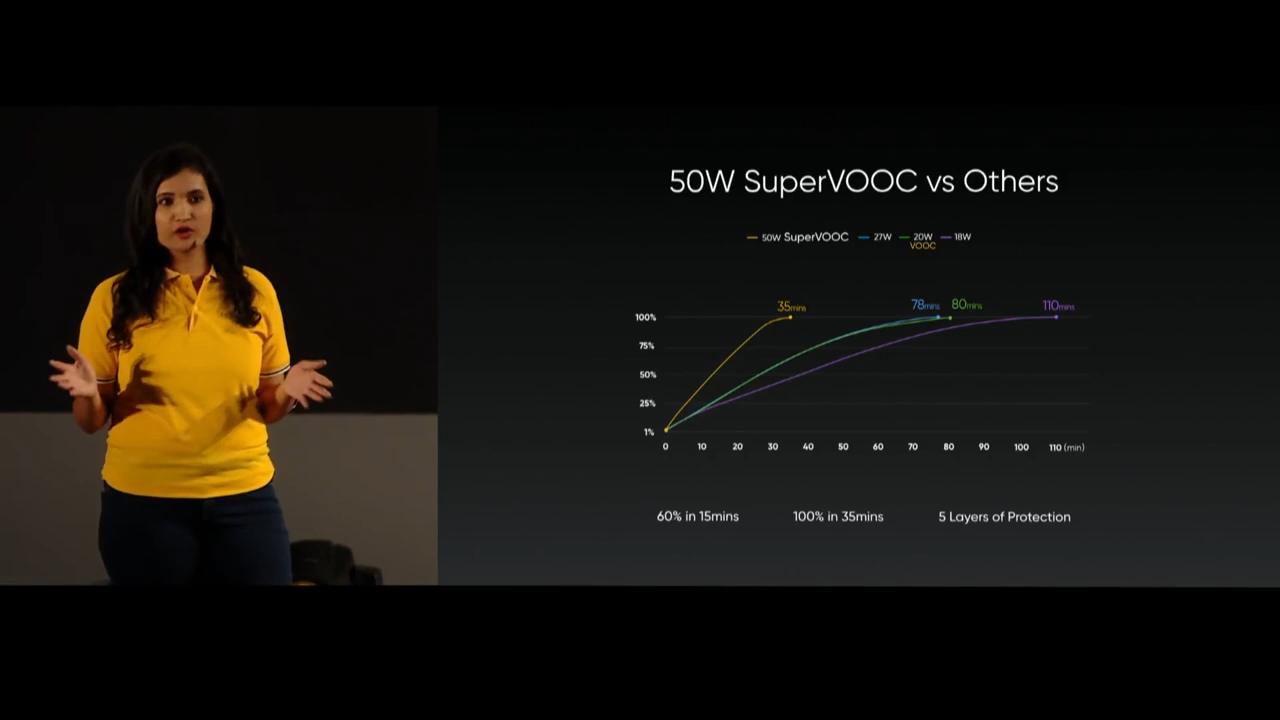 50W SuperVOOC vs Others
50W SuperVOOC 27W 20W 18W
VOOC
35mins 78mins 80mins 110mins
100%
75%
50%
25%
1%
0 10 20 30 40 50 60 70 80 90 100 110 (min)
60% in 15mins 100% in 35mins 5 Layers of Protection